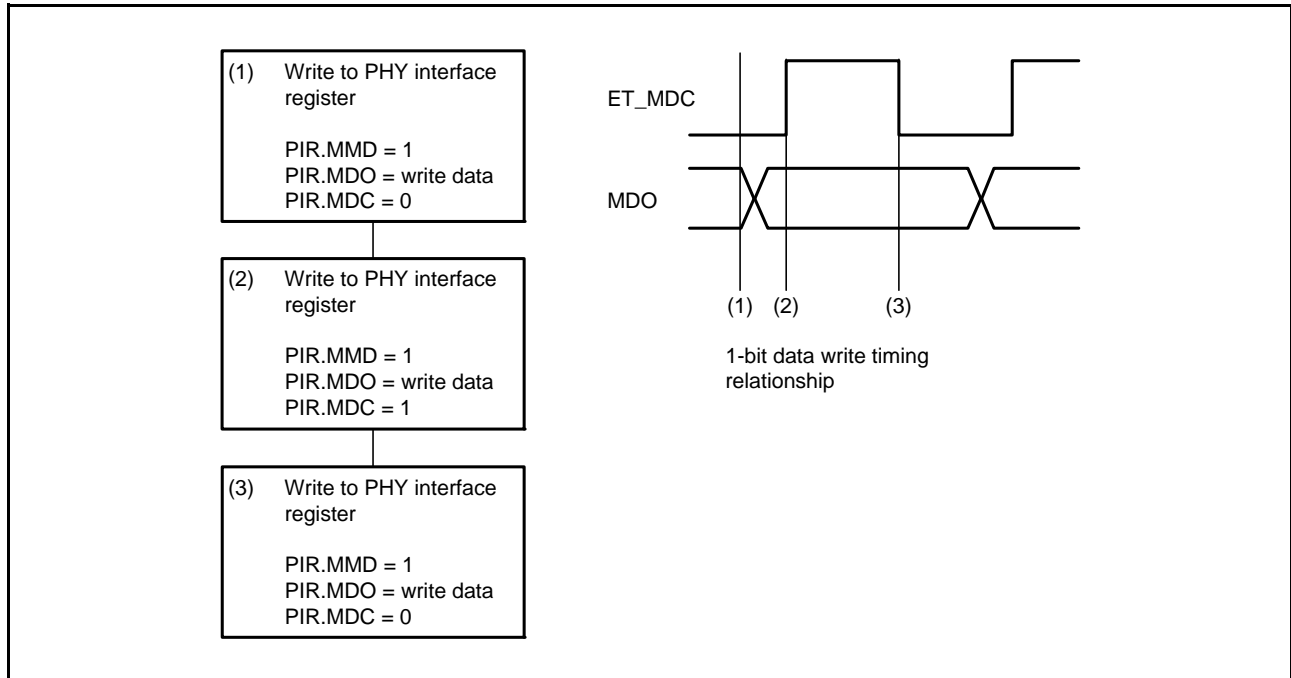 (1) Write to PHY interface
register
PIR.MMD = 1
PIR.MDO = write data
PIR.MDC = 0
(2) Write to PHY interface
register
PIR.MMD = 1
PIR.MDO = write data
PIR.MDC = 1
(3) Write to PHY interface
register
PIR.MMD = 1
PIR.MDO = write data
PIR.MDC = 0
ET_MDC
MDO
(1) (2) (3)
1-bit data write timing
relationship